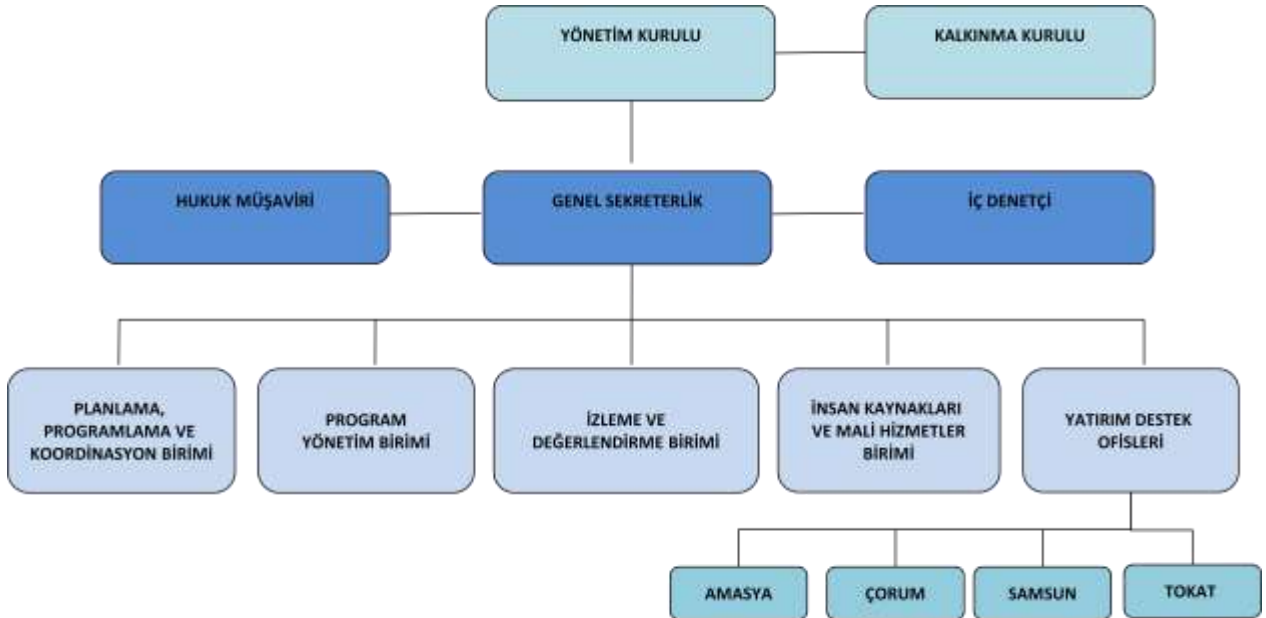 YÖNETİM KURULU
KALKINMA KURULU
HUKUK MÜŞAVİRİ
GENEL SEKRETERLİK
İÇ DENETÇİ
PLANLAMA,
PROGRAMLAMA VE
KOORDİNASYON BİRİMİ
PROGRAM
YÖNETİM BİRİMİ
İZLEME VE
DEĞERLENDİRME BİRİMİ
İNSAN KAYNAKLARI
VE MALİ HİZMETLER
BİRİMİ
YATIRIM DESTEK
OFİSLERİ
AMASYA
ÇORUM
SAMSUN
TOKAT